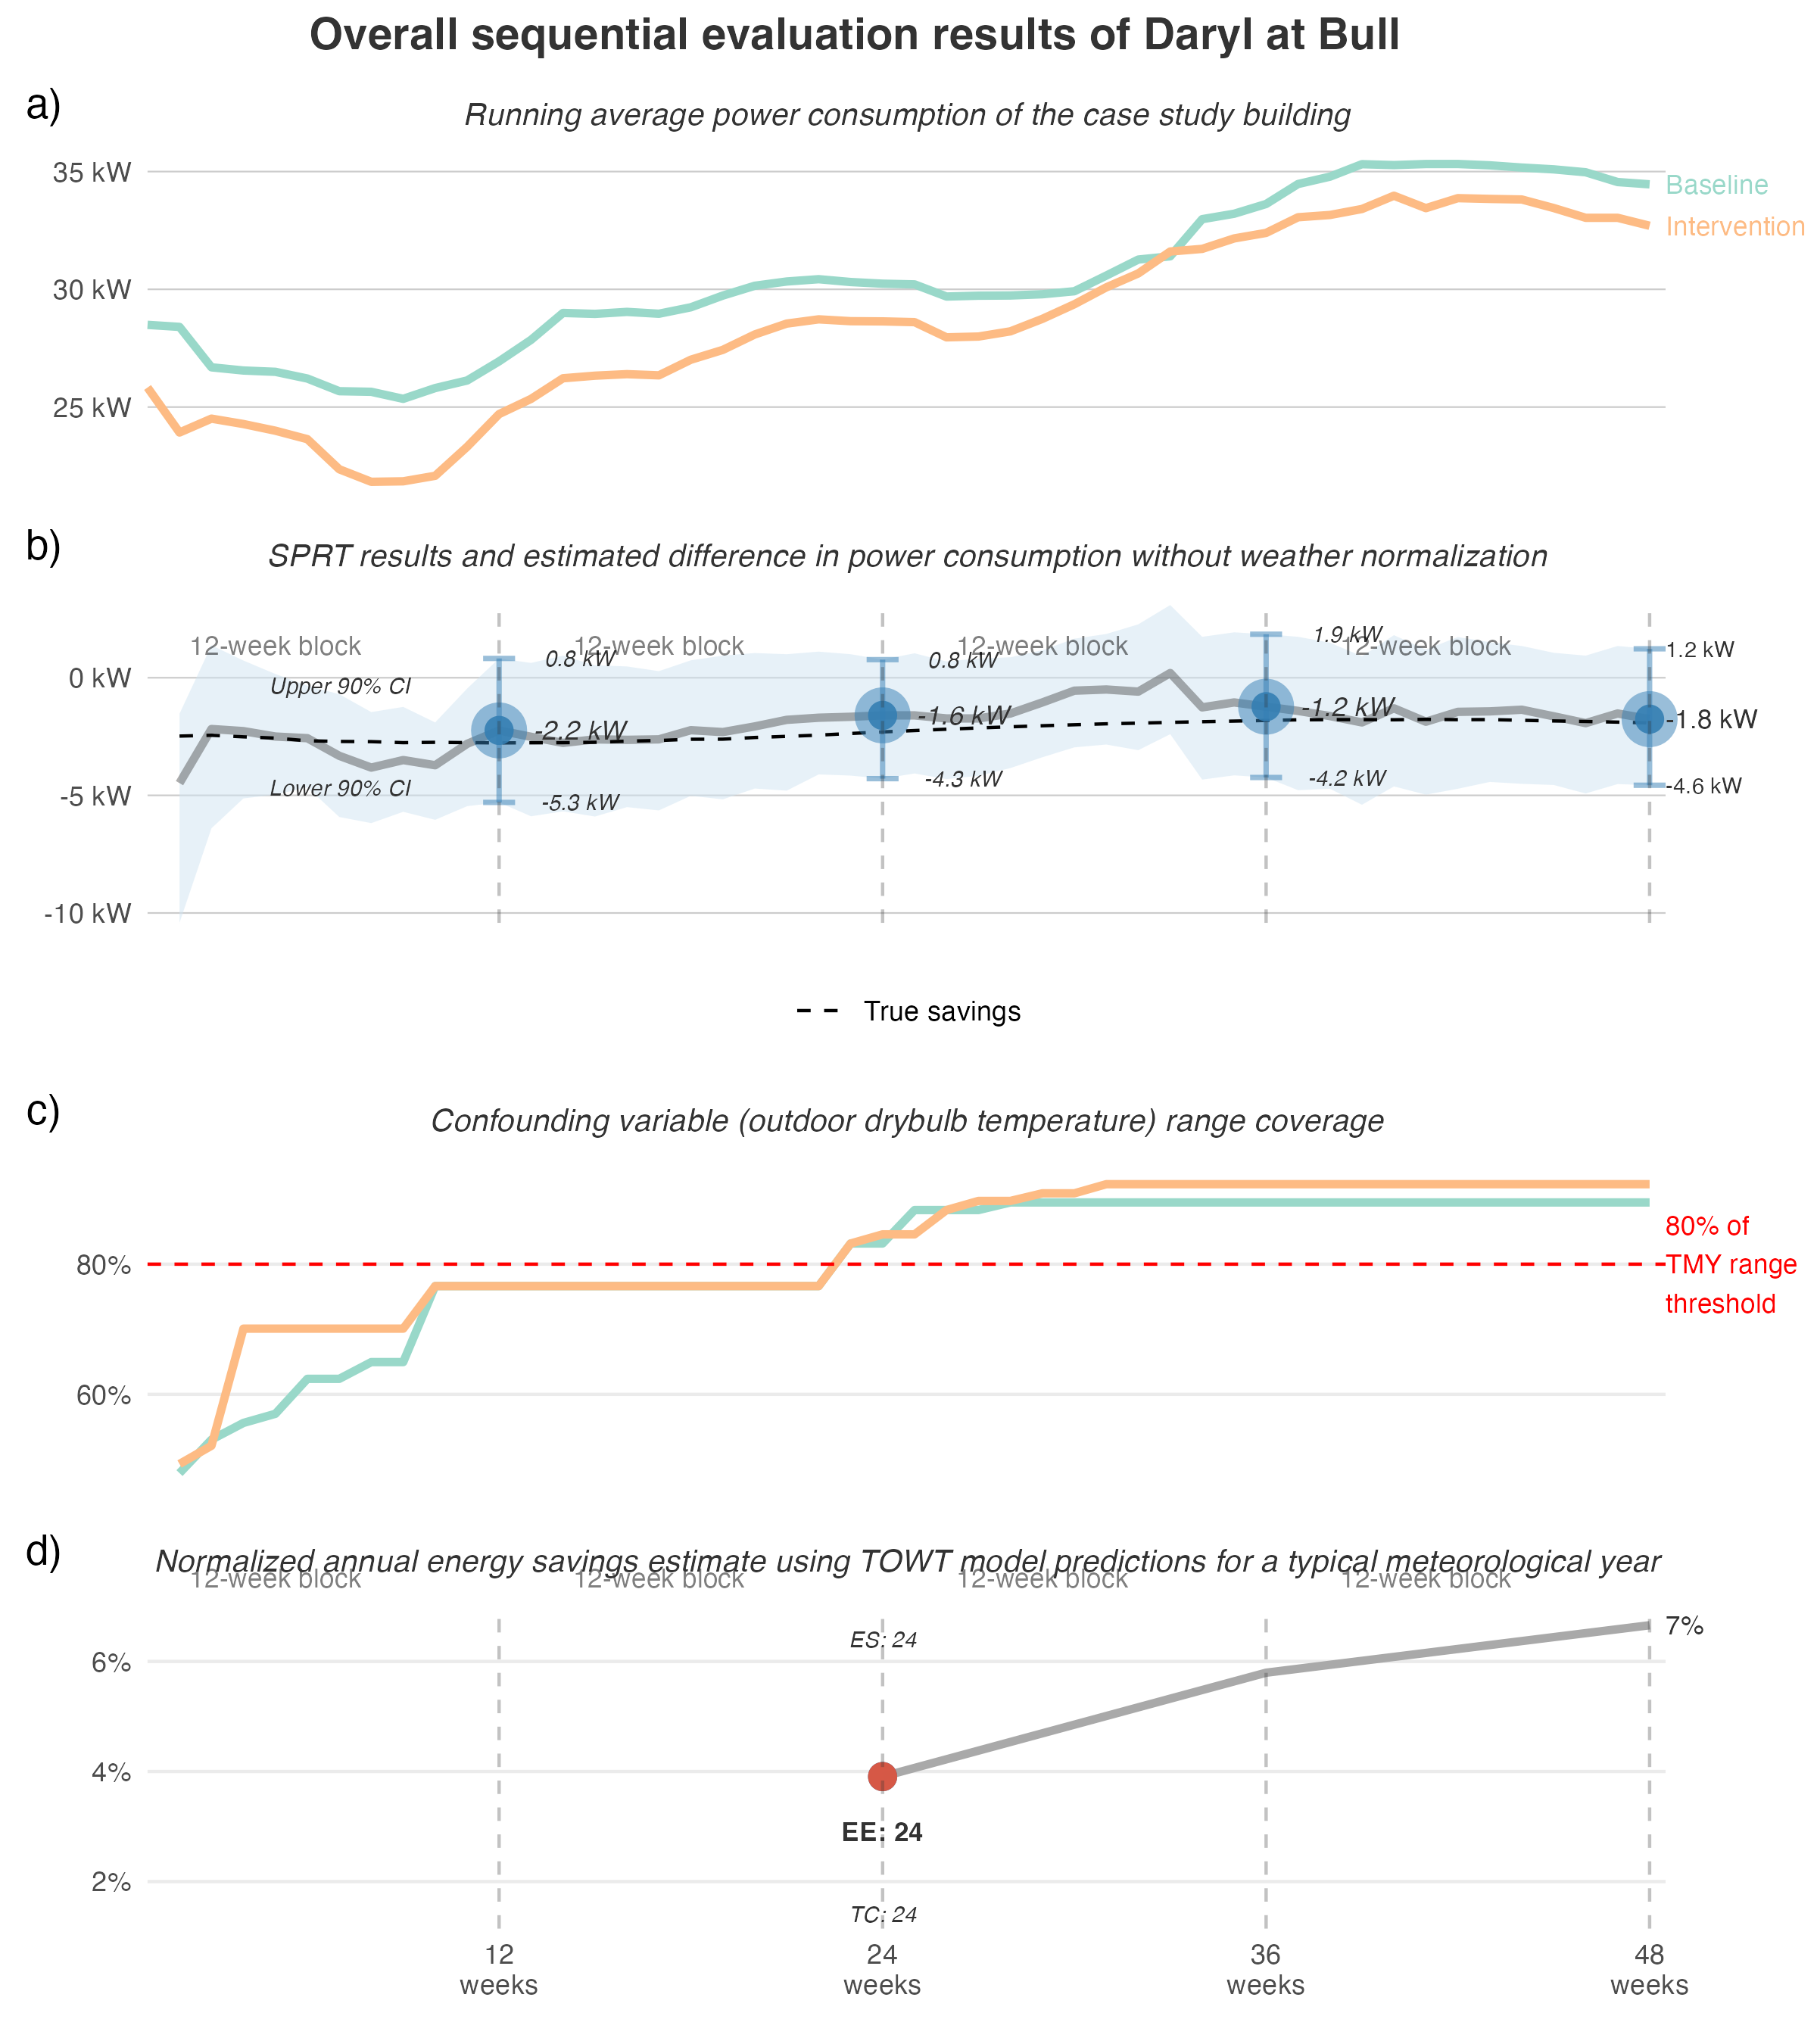 Overall sequential evaluation results of Daryl at Bull
a)
Running average power consumption of the case study building
35 kW
30 kW
25 kW
Baseline
Intervention
b)
SPRT results and estimated difference in power consumption without weather normalization
12-week block
12-week block
12-week block
12-week block
0 kW
-5 kW
-10 kW
Upper 90% CI
Lower 90% CI
0.8 kW
-2.2 kW
-5.3 kW
0.8 kW
-1.6 kW
-4.3 kW
1.9 kW
-1.2 kW
-4.2 kW
1.2 kW
-1.8 kW
-4.6 kW
True savings
c)
Confounding variable (outdoor drybulb temperature) range coverage
80%
60%
80% of
TMY range
threshold
d)
Normalized annual energy savings estimate using TOWT model predictions for a typical meteorological year
12-week block
12-week block
12-week block
12-week block
6%
4%
2%
7%
ES: 24
EE: 24
TC: 24
12
weeks
24
weeks
36
weeks
48
weeks